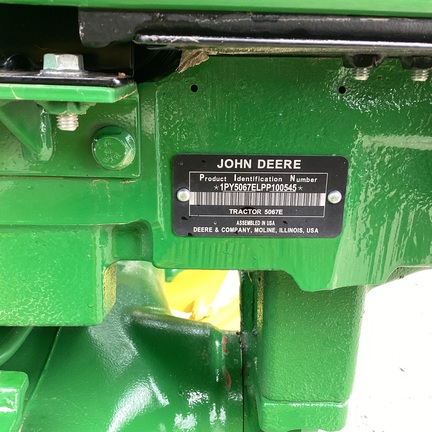 JOHN DEERE
Product Identification Number
*1PY5067ELPP100545*
TRACTOR 5067E
ASSEMBLED IN USA
DEERE & COMPANY, MOLINE, ILLINOIS, USA